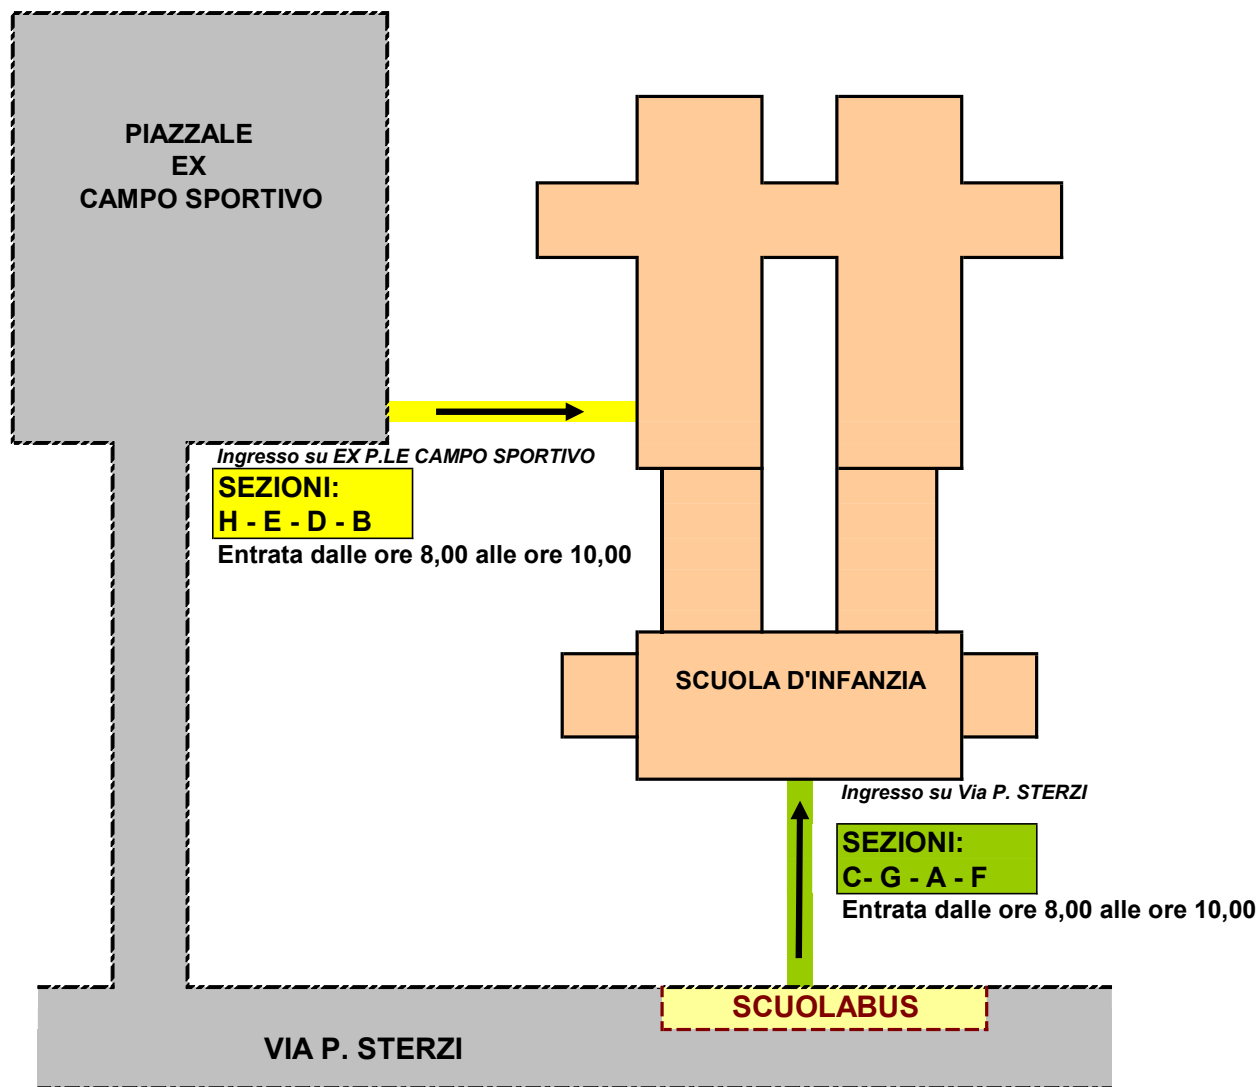 PIAZZALE
EX
CAMPO SPORTIVO
Ingresso su EX P.LE CAMPO SPORTIVO
SEZIONI:
H - E - D - B
Entrata dalle ore 8,00 alle ore 10,00
SCUOLA D'INFANZIA
Ingresso su Via P. STERZI
SEZIONI:
C- G - A - F
Entrata dalle ore 8,00 alle ore 10,00
SCUOLABUS
VIA P. STERZI